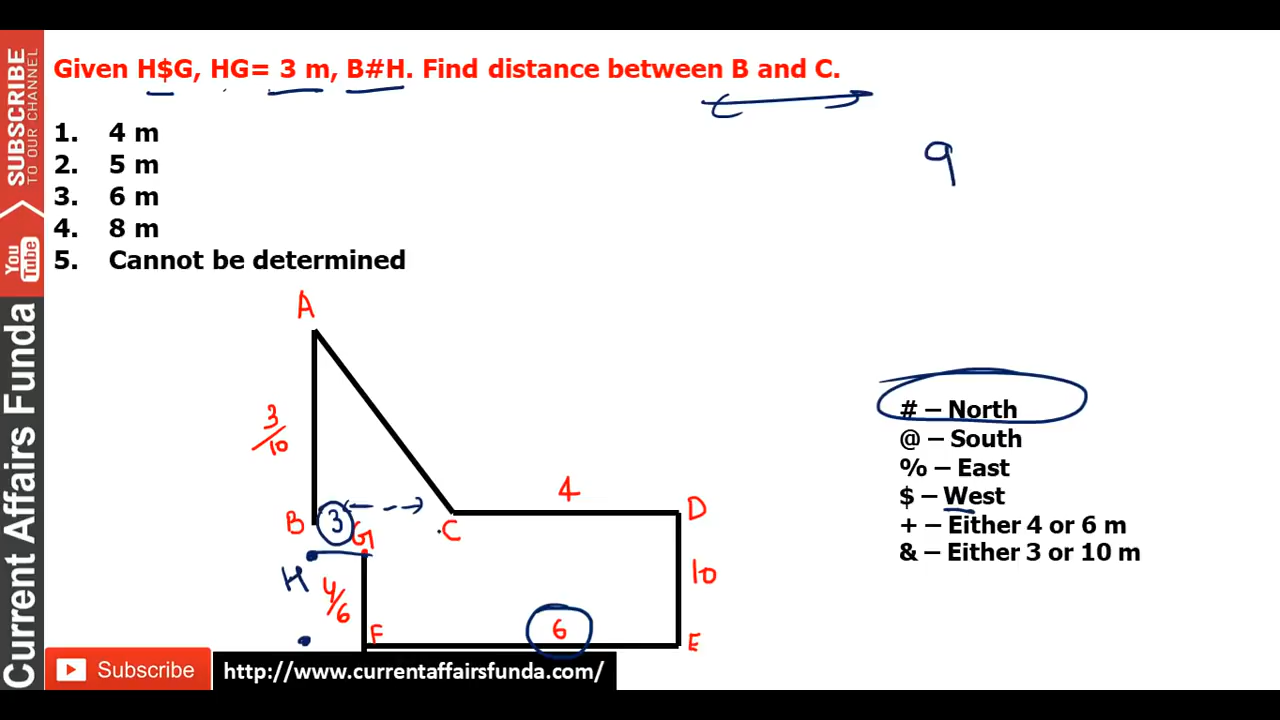 SUBSCRIBE
TO OUR CHANNEL
You
Tube
Current Affairs Funda
Given H$G, HG= 3 m, B#H. Find distance between B and C.
1. 4 m
2. 5 m
3. 6 m
4. 8 m
5. Cannot be determined
9
A
3/10
4
B
3
G
C
D
H
4/6
10
F
6
E
# – North
@ – South
% – East
$ – West
+ – Either 4 or 6 m
& – Either 3 or 10 m
Subscribe
http://www.currentaffairsfunda.com/